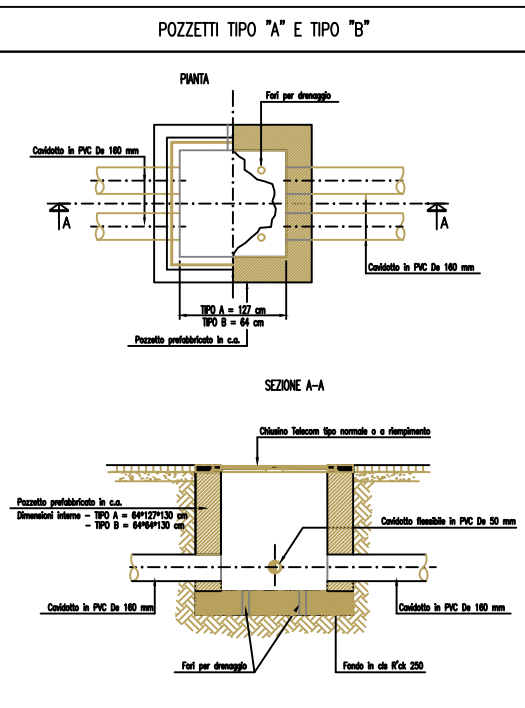 POZZETTI TIPO "A" E TIPO "B"
PIANTA
Fori per drenaggio
Cavidotto in PVC De 160 mm
A
A
Cavidotto in PVC De 160 mm
TIPO A = 127 cm
TIPO B = 64 cm
Pozzetto prefabbricato in c.a.
SEZIONE A-A
Chiusino Telecom tipo normale o a riempimento
Pozzetto prefabbricato in c.a.
Dimensioni interne - TIPO A = 64*127*130 cm
- TIPO B = 64*64*130 cm
Cavidotto flessibile in PVC De 50 mm
Cavidotto in PVC De 160 mm
Cavidotto in PVC De 160 mm
Fori per drenaggio
Fondo in cls R'ck 250